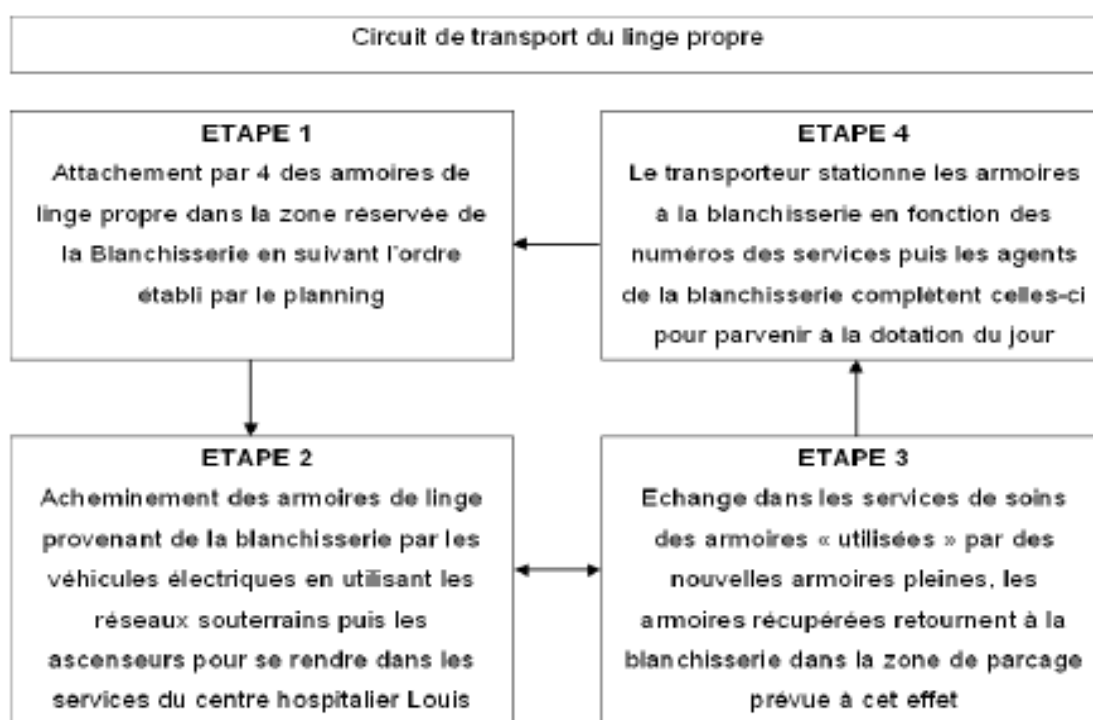 Circuit de transport du linge propre
ETAPE 1
Attachement par 4 des armoires de
linge propre dans la zone réservée de
la Blanchisserie en suivant l'ordre
établi par le planning
ETAPE 4
Le transporteur stationne les armoires
à la blanchisserie en fonction des
numéros des services puis les agents
de la blanchisserie complètent celles-ci
pour parvenir à la dotation du jour
ETAPE 2
Acheminement des armoires de linge
provenant de la blanchisserie par les
véhicules électriques en utilisant les
réseaux souterrains puis les
ascenseurs pour se rendre dans les
services du centre hospitalier Louis
ETAPE 3
Echange dans les services de soins
des armoires « utilisées » par des
nouvelles armoires pleines, les
armoires récupérées retournent à la
blanchisserie dans la zone de parcage
prévue à cet effet